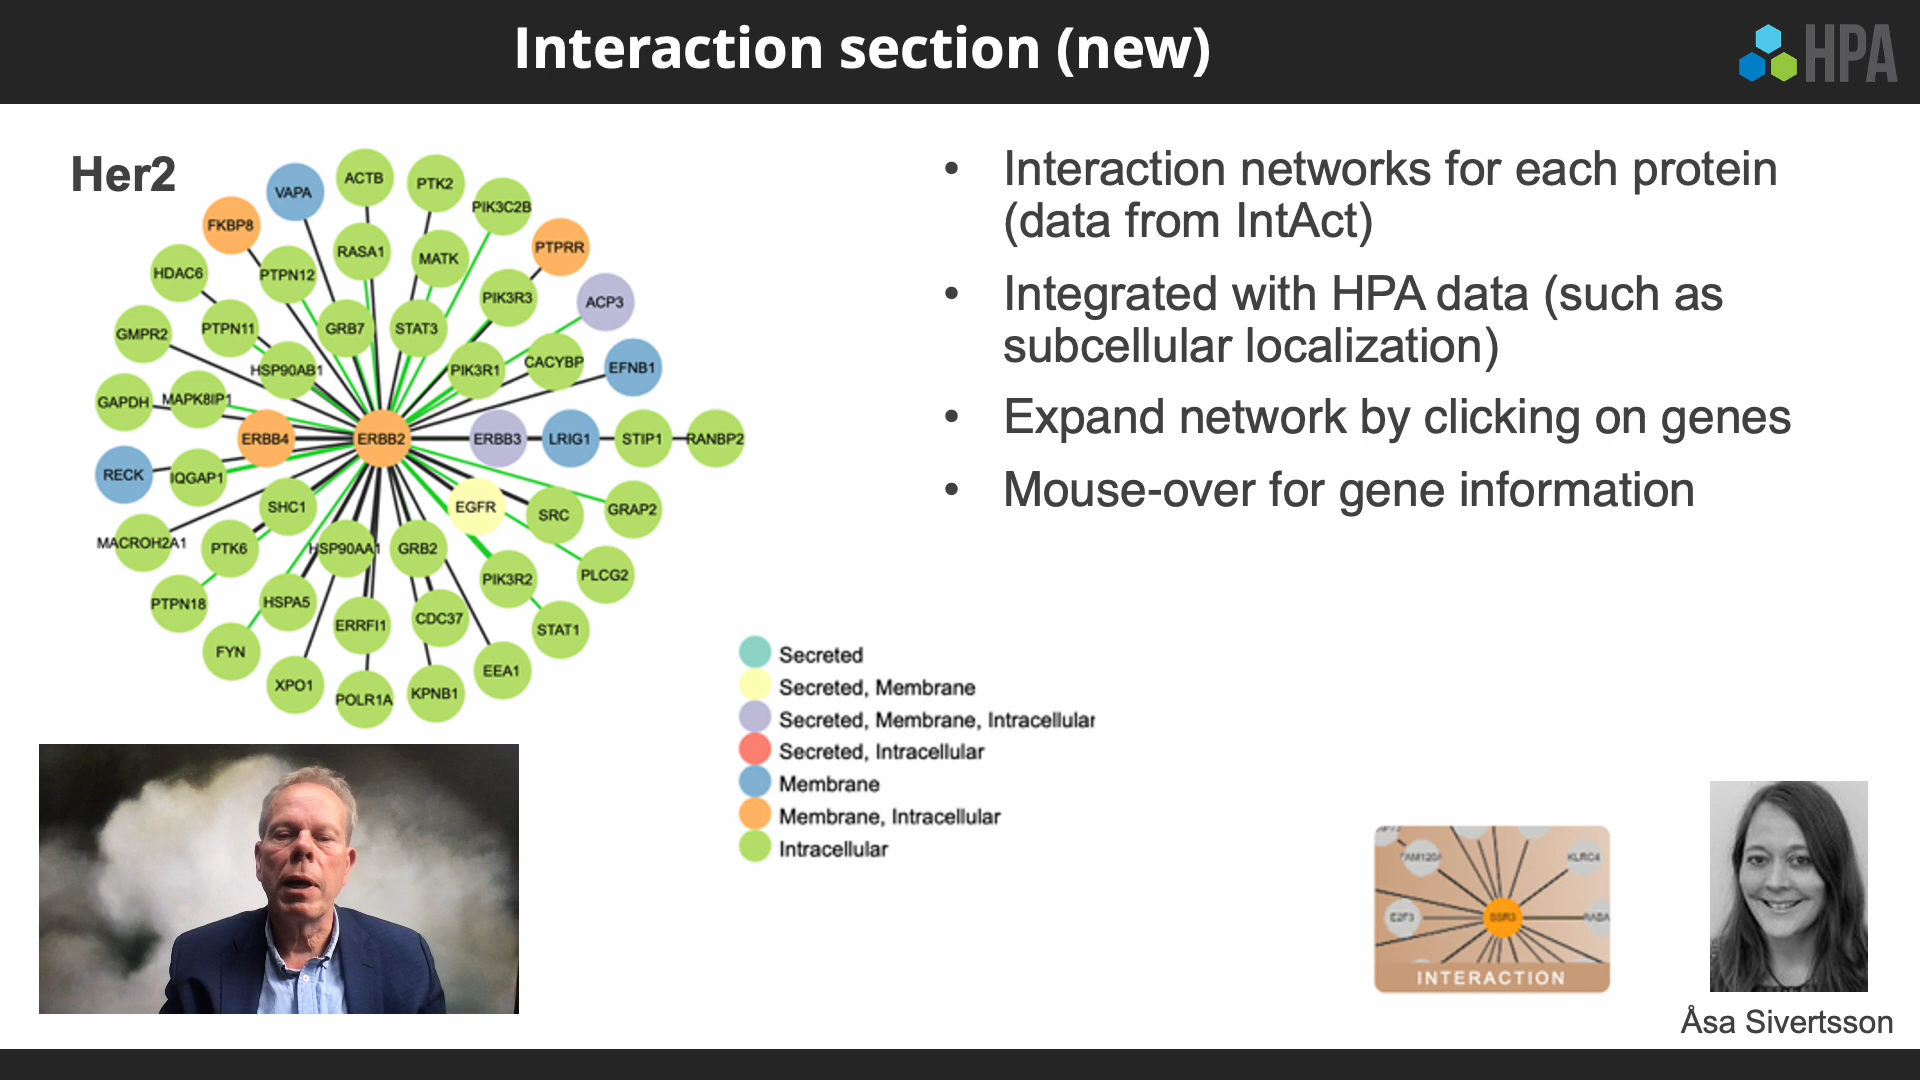 Interaction section (new)
HPA
Her2
VAPA
ACTB
PTK2
PIK3C2B
FKBP8
RASA1
MATK
PTPRR
HDAC6
PTPN12
PIK3R3
ACP3
GMPR2
PTPN11
GRB7
STAT3
HSP90AB1
PIK3R1
CACYBP
EFNB1
GAPDH
MAPK8IP1
ERBB4
ERBB2
ERBB3
LRIG1
STIP1
RANBP2
RECK
IQGAP1
SHC1
EGFR
SRC
GRAP2
MACROH2A1
PTK6
HSP90AA1
GRB2
PIK3R2
PLCG2
PTPN18
HSPA5
ERRFI1
CDC37
STAT1
FYN
XPO1
POLR1A
KPNB1
EEA1
• Interaction networks for each protein
(data from IntAct)
• Integrated with HPA data (such as
subcellular localization)
• Expand network by clicking on genes
• Mouse-over for gene information
Secreted
Secreted, Membrane
Secreted, Membrane, Intracellular
Secreted, Intracellular
Membrane
Membrane, Intracellular
Intracellular
KLRC4
E2F3
SSR3
INTERACTION
Åsa Sivertsson